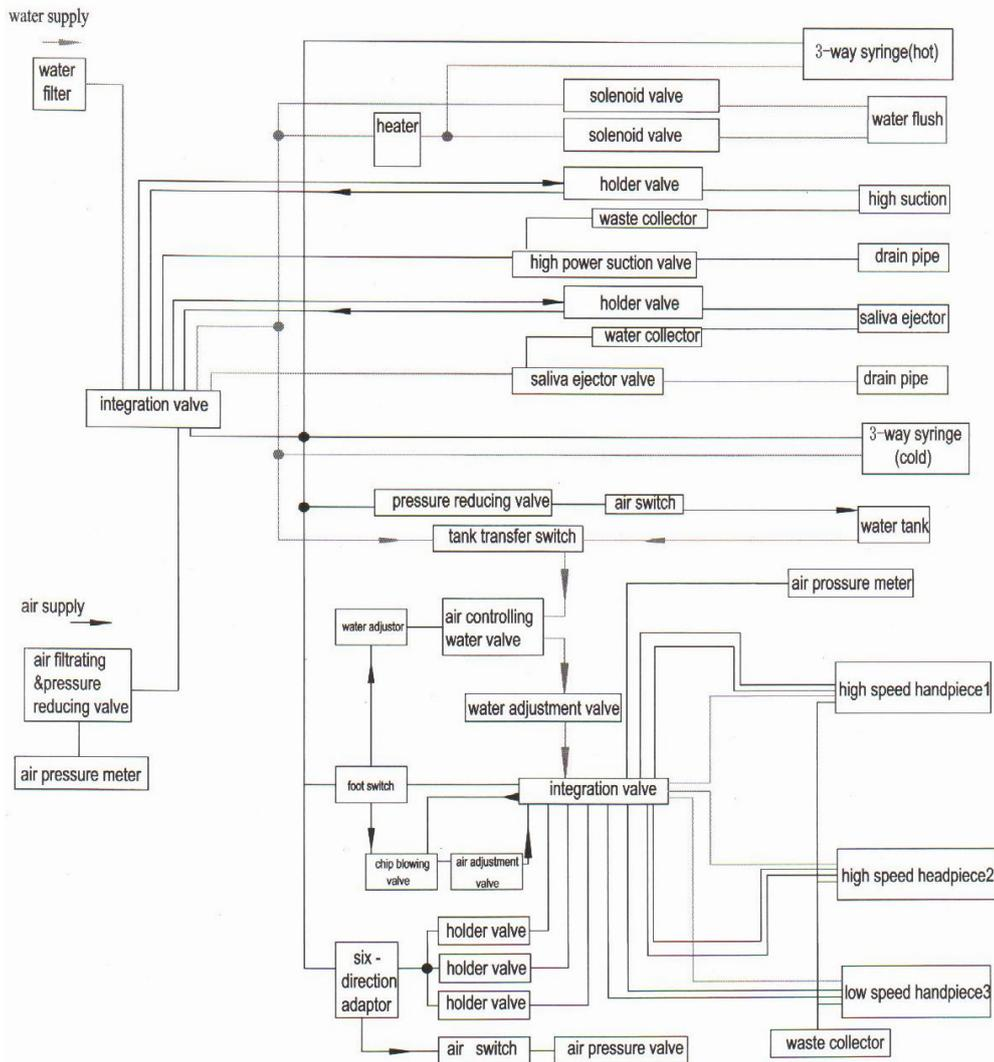 water supply
water
filter
3-way syringe(hot)
solenoid valve
water flush
heater
solenoid valve
holder valve
high suction
waste collector
high power suction valve
drain pipe
holder valve
saliva ejector
water collector
saliva ejector valve
drain pipe
integration valve
3-way syringe
(cold)
pressure reducing valve
air switch
water tank
tank transfer switch
air prossure meter
air supply
water adjustor
air controlling
water valve
air filtrating
&pressure
reducing valve
high speed handpiece1
water adjustment valve
air pressure meter
foot switch
integration valve
chip blowing
valve
air adjustment
valve
high speed headpiece2
holder valve
six -
direction
adaptor
holder valve
holder valve
low speed handpiece3
waste collector
air switch
air pressure valve